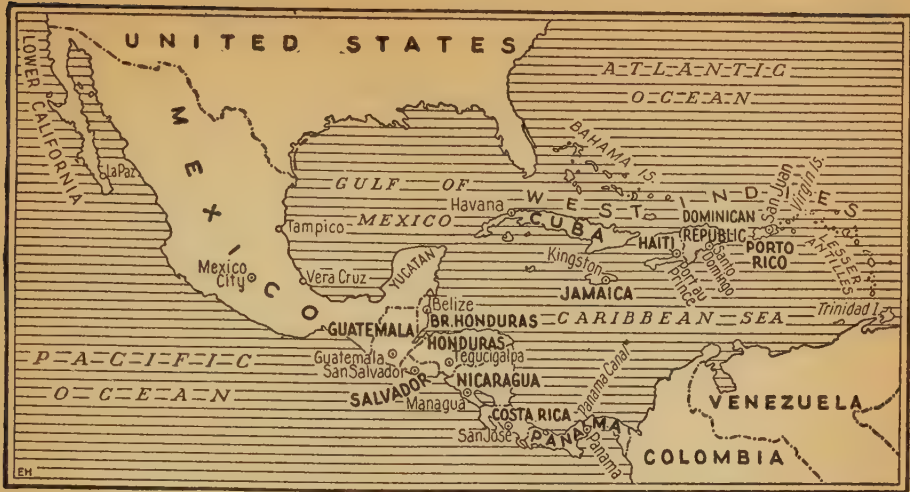 UNITED STATES
LOWER CALIFORNIA
MEXICO
ATLANTIC
OCEAN
La Paz
BAHAMA IS.
GULF OF
MEXICO
WEST INDIES
Havana
CUBA
Tampico
Mexico
City
Vera Cruz
YUCATAN
HAITI
DOMINICAN
REPUBLIC
San Juan
Virgin Is.
PORTO
RICO
LESSER
ANTILLES
Kingston
JAMAICA
Port au
Prince
Santo
Domingo
Trinidad I.
Belize
BR. HONDURAS
CARIBBEAN SEA
GUATEMALA
HONDURAS
Guatemala
Tegucigalpa
San Salvador
SALVADOR
NICARAGUA
Managua
PACIFIC
OCEAN
COSTA RICA
San José
Panama Canal
PANAMA
Panama
VENEZUELA
COLOMBIA
EH